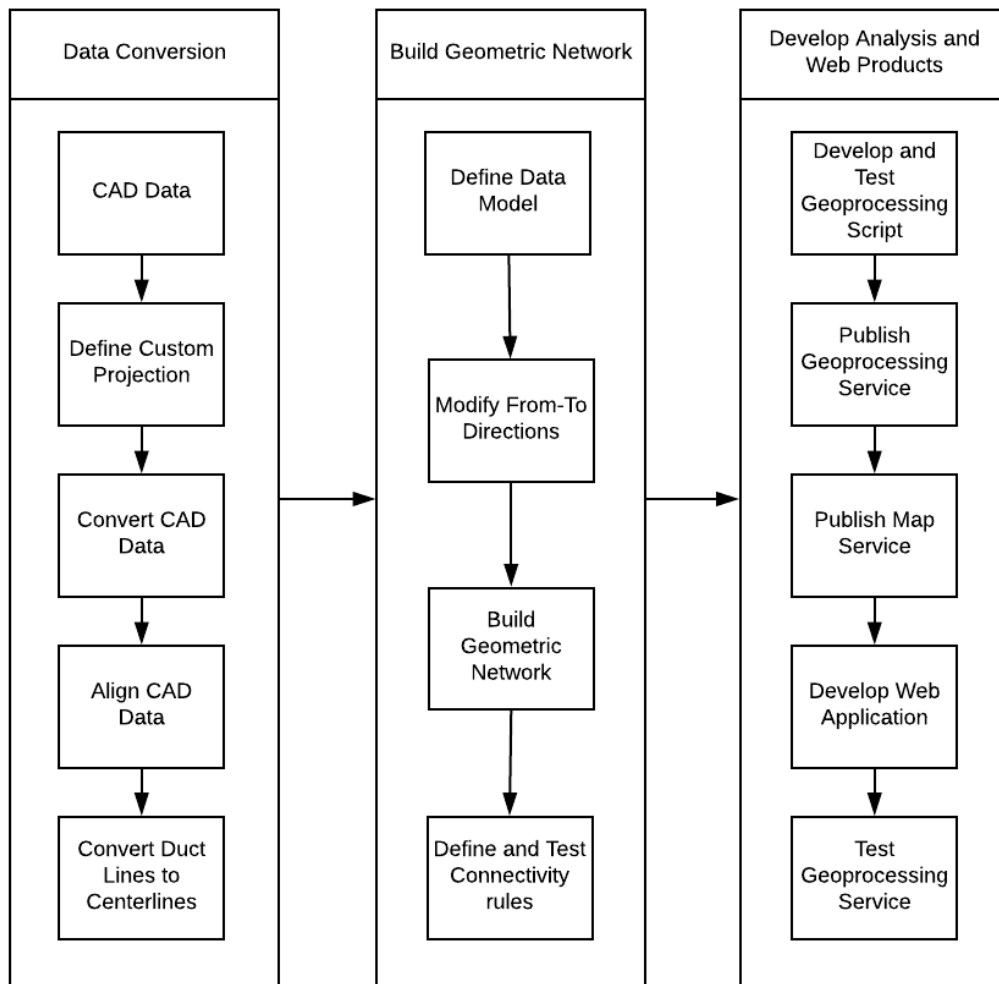 Data Conversion
CAD Data
Define Custom
Projection
Convert CAD
Data
Align CAD
Data
Convert Duct
Lines to
Centerlines
Build Geometric Network
Define Data
Model
Modify From-To
Directions
Build
Geometric
Network
Define and Test
Connectivity
rules
Develop Analysis and
Web Products
Develop and
Test
Geoprocessing
Script
Publish
Geoprocessing
Service
Publish Map
Service
Develop Web
Application
Test
Geoprocessing
Service